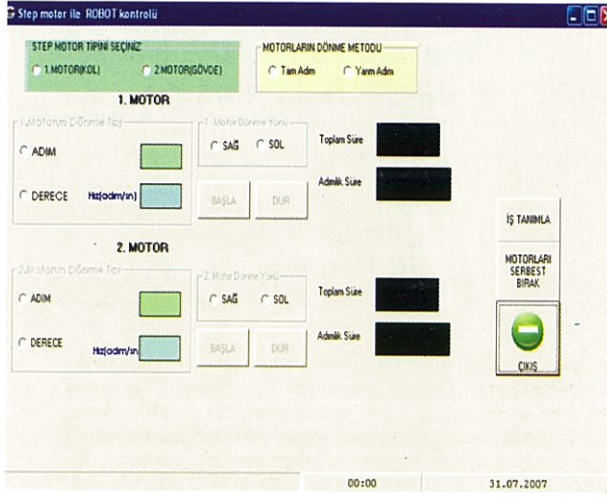 Step motor ile ROBOT kontrolü
STEP MOTOR TİPİNİ SEÇİNİZ
1.MOTOR(KOL)
2.MOTOR(GÖVDE)
MOTORLARIN DÖNME METODU
Tam Adım
Yarım Adım
1. MOTOR
1.Motorun Dönme Tipi
ADIM
DERECE
Hız(adım/sn)
1. Motor Dönme Yönü
SAĞ
SOL
BAŞLA
DUR
Toplam Süre
Adımlık Süre
2. MOTOR
2.Motorun Dönme Tipi
ADIM
DERECE
Hız(adım/sn)
2. Motor Dönme Yönü
SAĞ
SOL
BAŞLA
DUR
Toplam Süre
Adımlık Süre
İŞ TANIMLA
MOTORLARI
SERBEST
BIRAK
ÇIKIŞ
00:00
31.07.2007